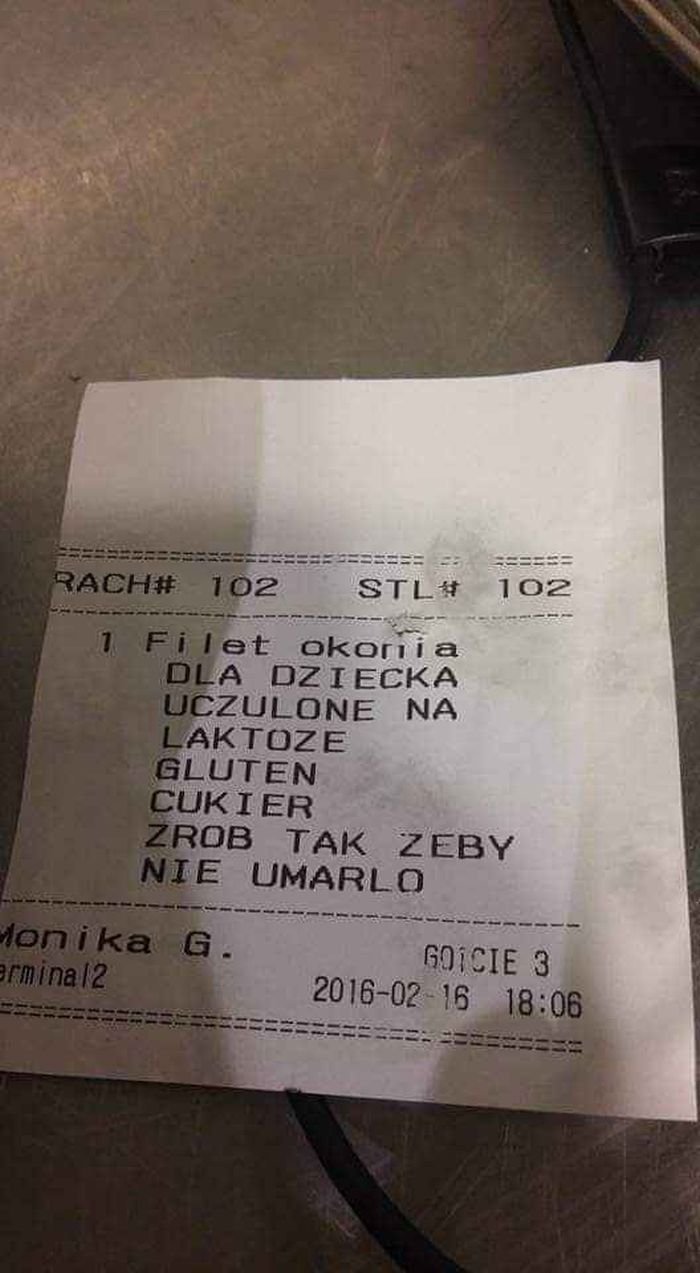 RACH# 102 STL# 102
1 Filet okonia
DLA DZIECKA
UCZULONE NA
LAKTOZE
GLUTEN
CUKIER
ZROB TAK ZEBY
NIE UMARLO
Monika G. GOiCIE 3
erminal2 2016-02-16 18:06